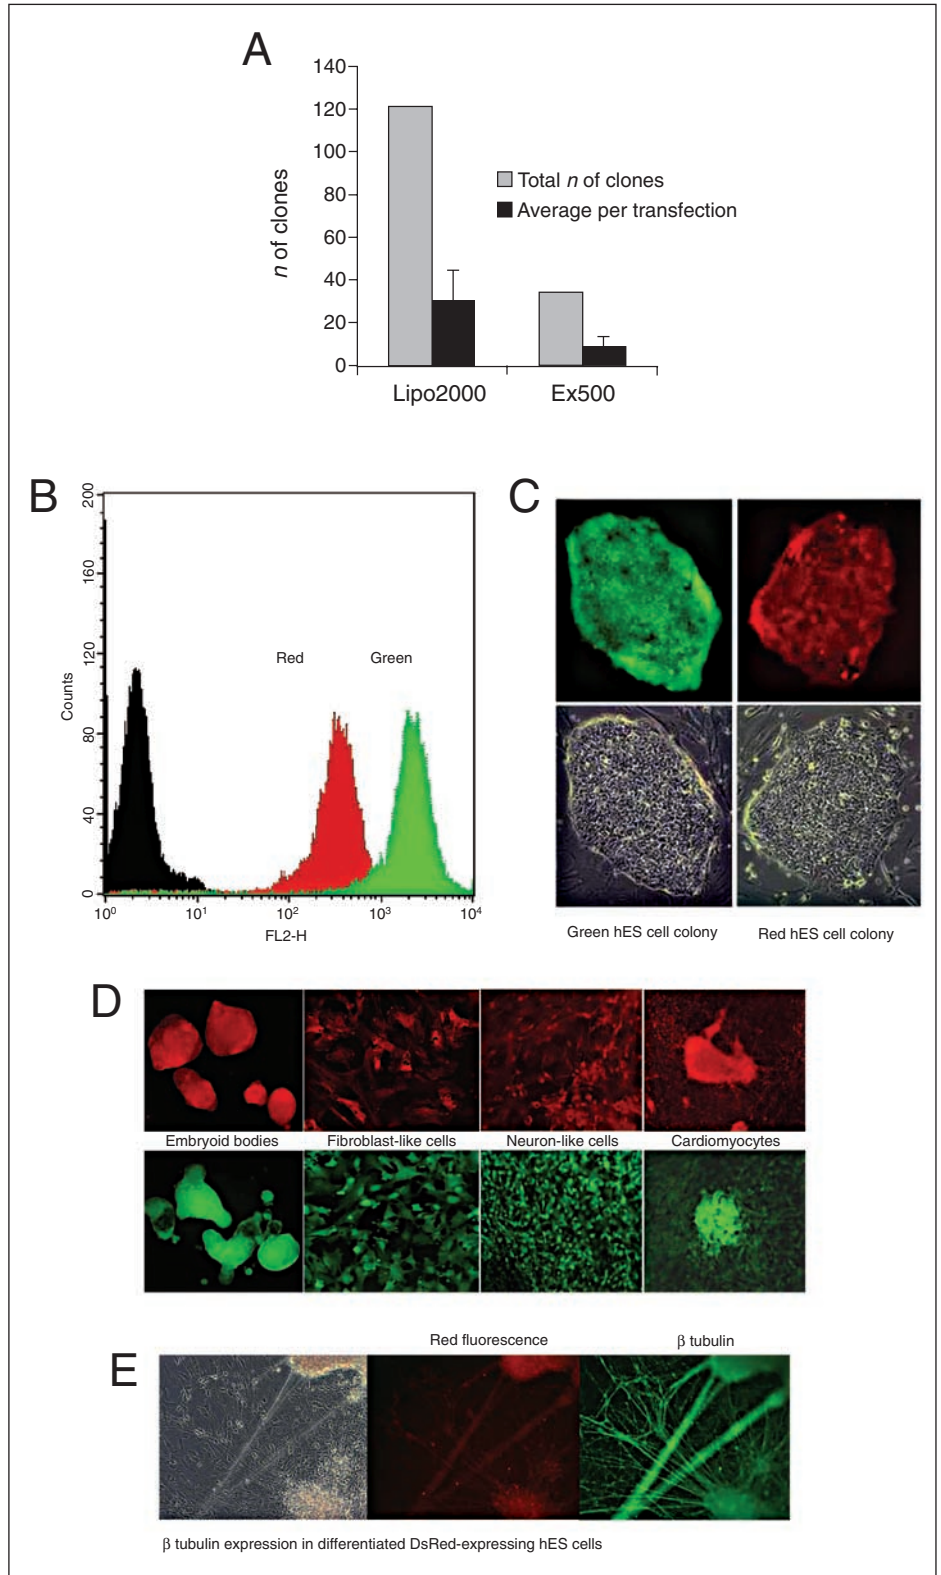 A
140
120
100
80
60
40
20
0
n of clones
Total n of clones
Average per transfection
Lipo2000
Ex500
B
200
160
120
80
40
0
Counts
Red
Green
10⁰
10¹
10²
10³
10⁴
FL2-H
C
Green hES cell colony
Red hES cell colony
D
Embryoid bodies
Fibroblast-like cells
Neuron-like cells
Cardiomyocytes
E
Red fluorescence
β tubulin
β tubulin expression in differentiated DsRed-expressing hES cells